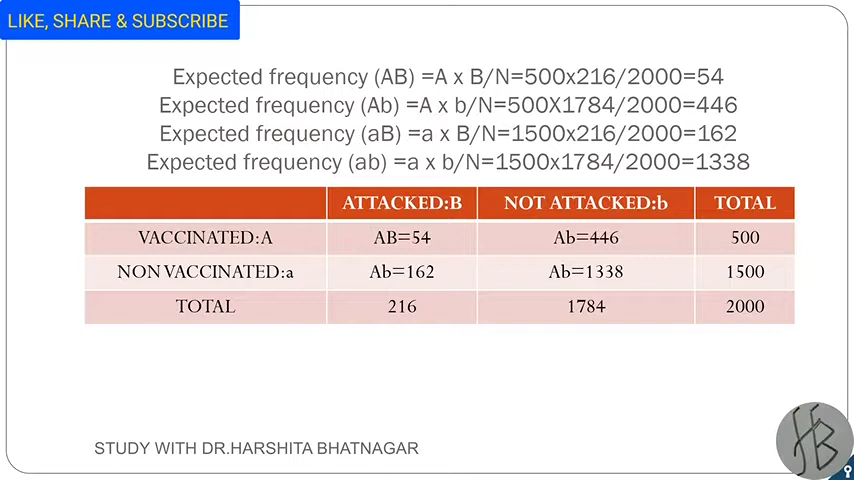 LIKE, SHARE & SUBSCRIBE
Expected frequency (AB) =A x B/N=500x216/2000=54
Expected frequency (Ab) =A x b/N=500X1784/2000=446
Expected frequency (aB) =a x B/N=1500x216/2000=162
Expected frequency (ab) =a x b/N=1500x1784/2000=1338
ATTACKED:B NOT ATTACKED:b TOTAL
VACCINATED:A AB=54 Ab=446 500
NON VACCINATED:a Ab=162 Ab=1338 1500
TOTAL 216 1784 2000
STUDY WITH DR.HARSHITA BHATNAGAR
HB